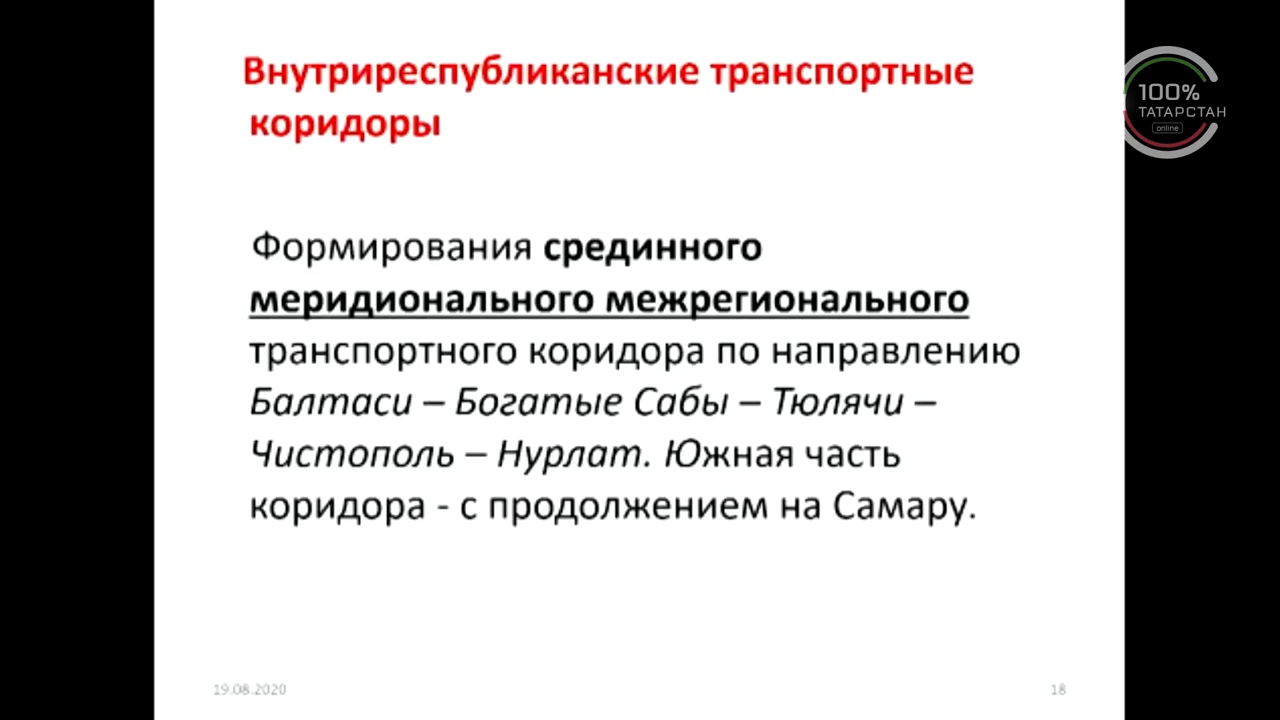 Внутриреспубликанские транспортные
коридоры
100%
ТАТАРСТАН
online
Формирования срединного
меридионального межрегионального
транспортного коридора по направлению
Балтаси – Богатые Сабы – Тюлячи –
Чистополь – Нурлат. Южная часть
коридора - с продолжением на Самару.
19.08.2020
18